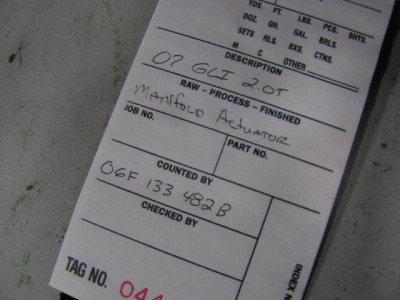 YDS. FT. LBS. PCS. SHTS.
DOZ. GR. GAL. BRLS.
SETS RLS. BXS. CTNS.
M C OTHER
DESCRIPTION
07 GLI 2.0T
RAW - PROCESS - FINISHED
Manifold Actuator
JOB NO. PART NO.
COUNTED BY
06F 133 482B
CHECKED BY
INDEX
TAG NO.